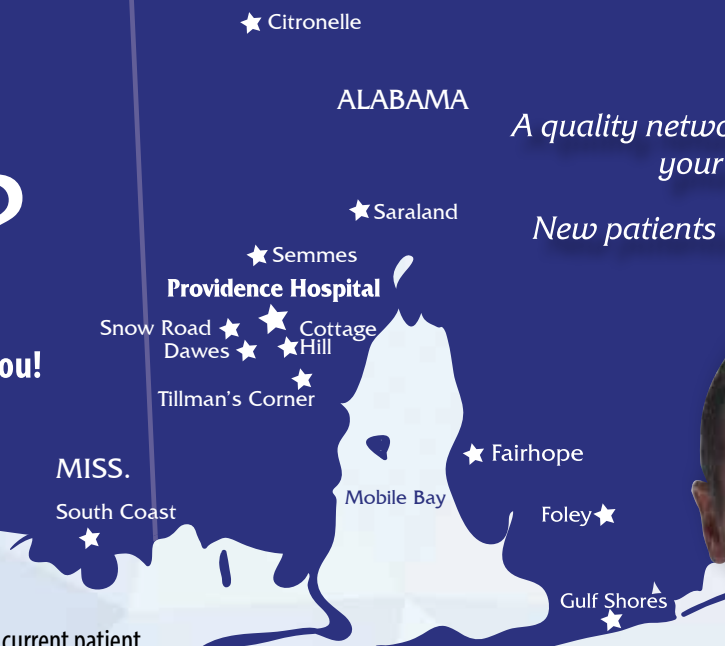 Citronelle
ALABAMA
A quality netwo
your
Saraland
New patients
Semmes
Providence Hospital
Snow Road
Cottage
Hill
Dawes
ou!
Tillman's Corner
Fairhope
MISS.
Mobile Bay
South Coast
Foley
Gulf Shores
current patient